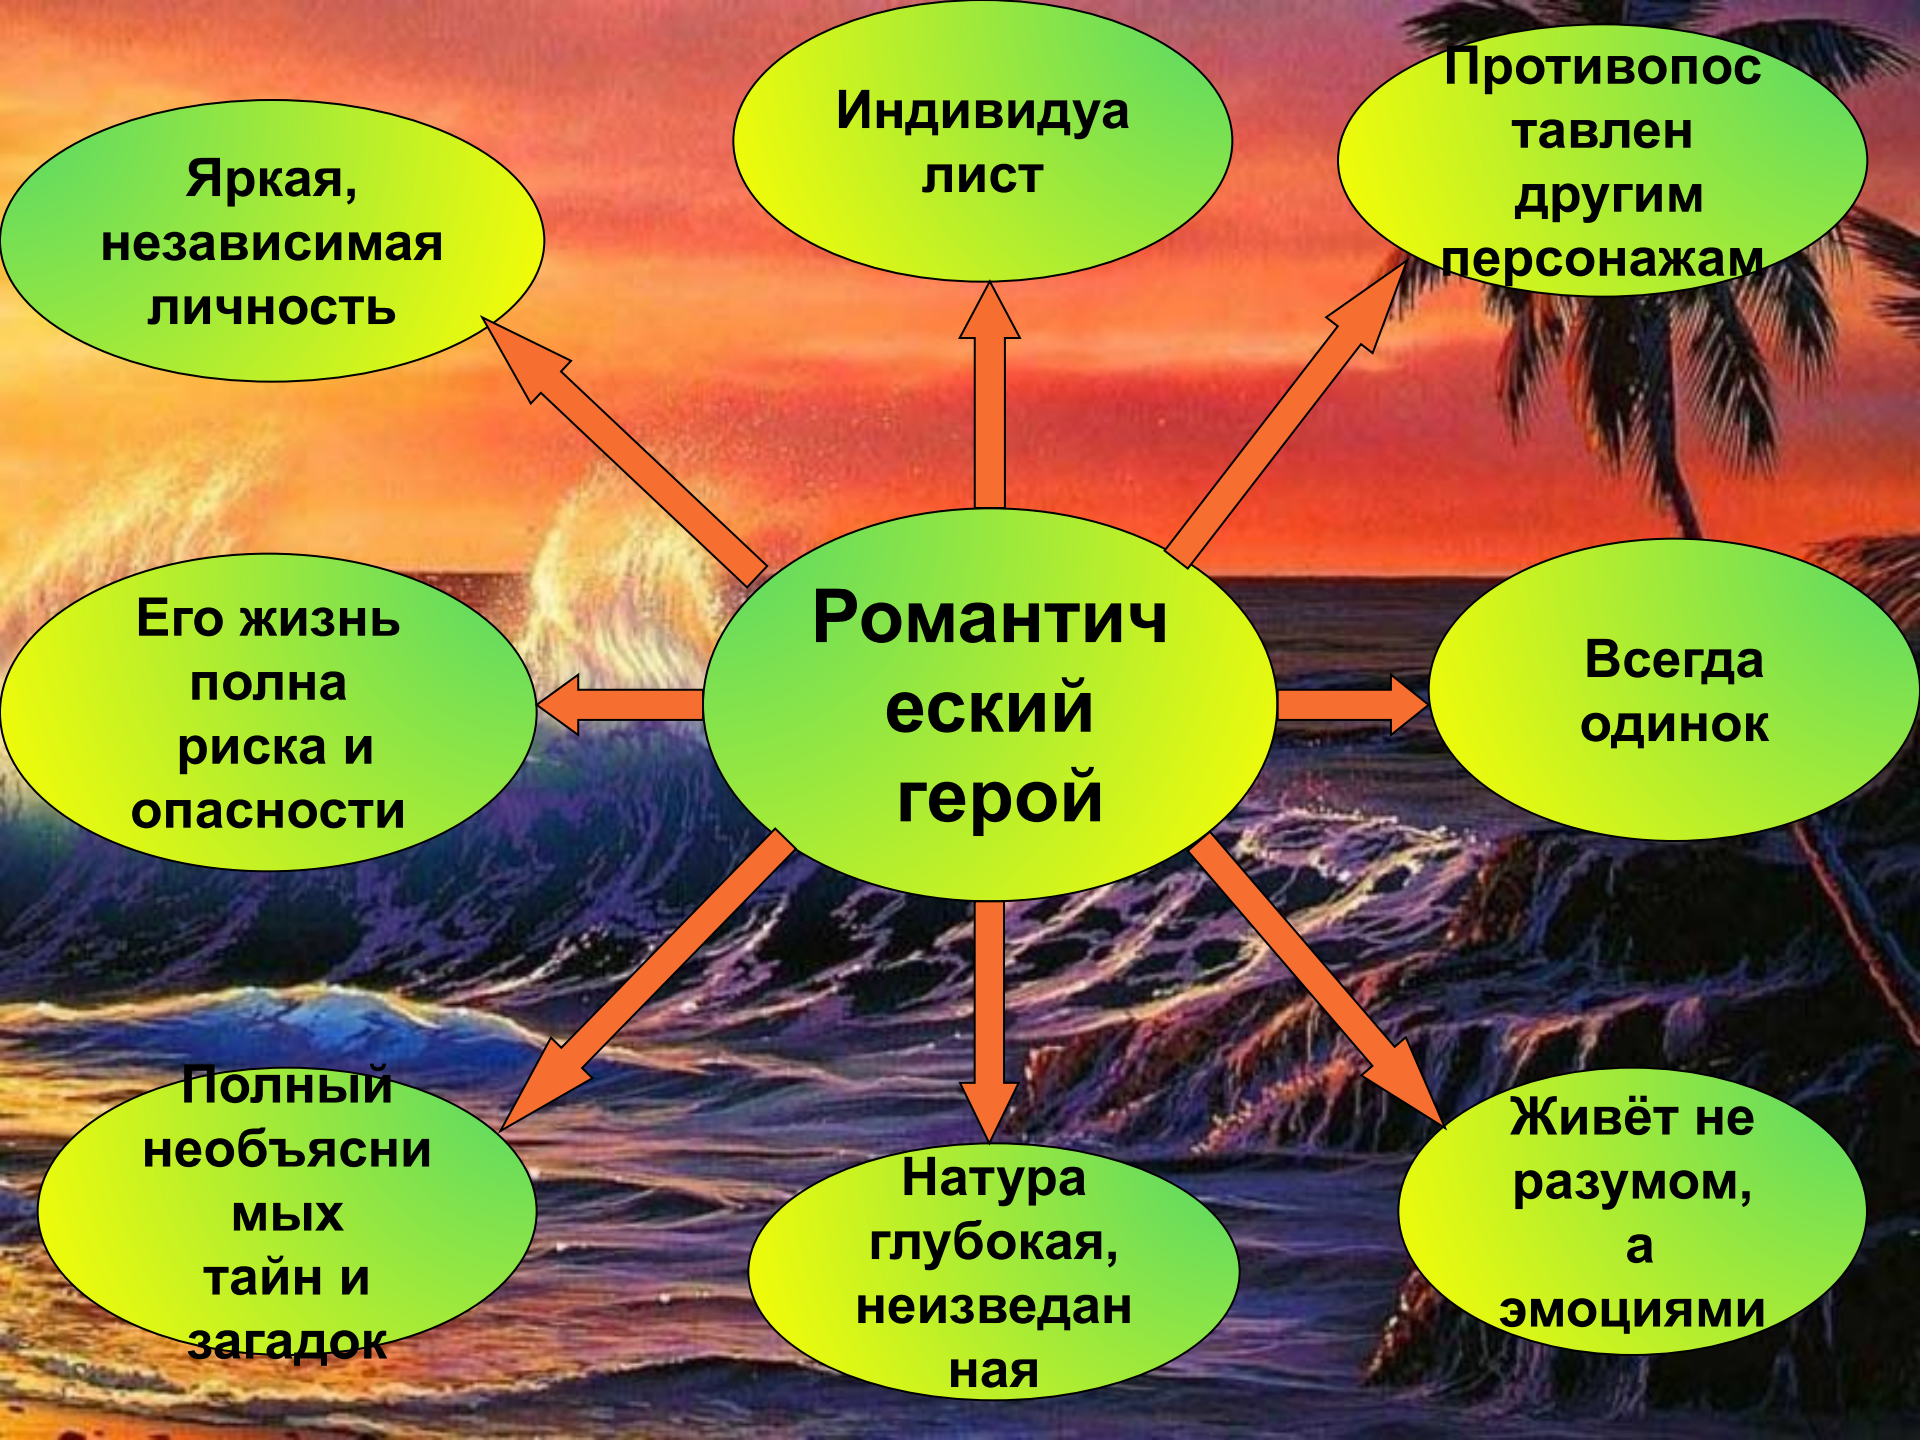 Индивидуа
лист
Противопос
тавлен
другим
персонажам
Яркая,
независимая
личность
Его жизнь
полна
риска и
опасности
Романтич
еский
герой
Всегда
одинок
Полный
необъясни
мых
тайн и
загадок
Натура
глубокая,
неизведан
ная
Живёт не
разумом,
а
эмоциями